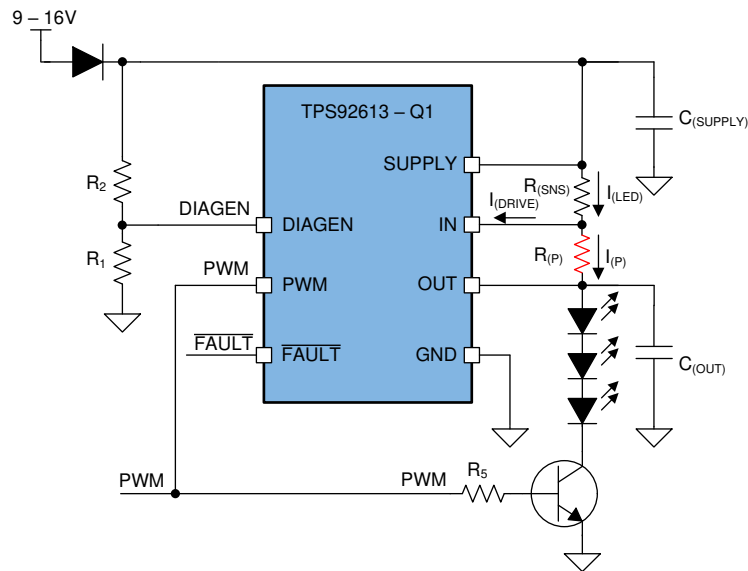 9 – 16V
TPS92613 – Q1
C(SUPPLY)
SUPPLY
R(SNS)
I(LED)
R2
I(DRIVE)
DIAGEN
DIAGEN
IN
R1
R(P)
I(P)
PWM
PWM
OUT
FAULT
FAULT
GND
C(OUT)
PWM
PWM
R5